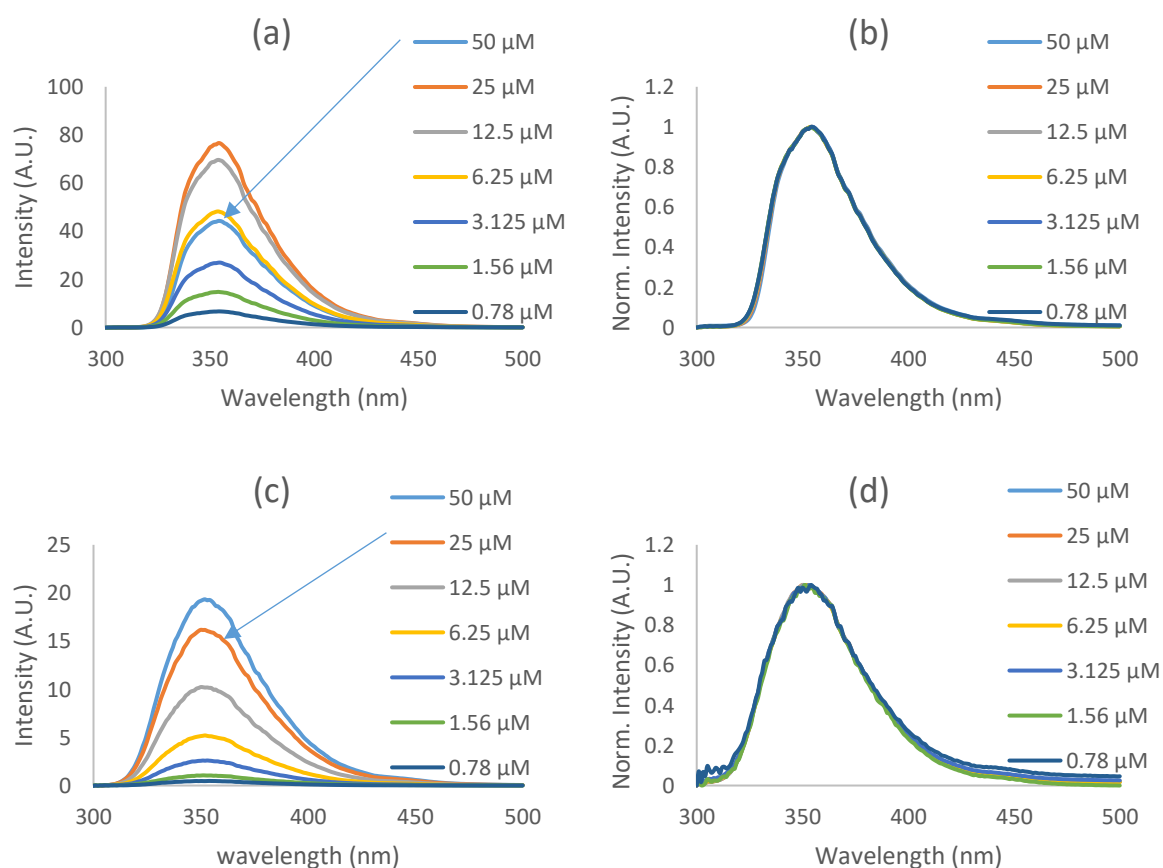 (a)
50 µM
25 µM
12.5 µM
6.25 µM
3.125 µM
1.56 µM
0.78 µM
100
80
60
40
20
0
Intensity (A.U.)
300 350 400 450 500
Wavelength (nm)
(b)
50 µM
25 µM
12.5 µM
6.25 µM
3.125 µM
1.56 µM
0.78 µM
1.2
1
0.8
0.6
0.4
0.2
0
Norm. Intensity (A.U.)
300 350 400 450 500
Wavelength (nm)
(c)
50 µM
25 µM
12.5 µM
6.25 µM
3.125 µM
1.56 µM
0.78 µM
25
20
15
10
5
0
Intensity (A.U.)
300 350 400 450 500
wavelength (nm)
(d)
50 µM
25 µM
12.5 µM
6.25 µM
3.125 µM
1.56 µM
0.78 µM
1.2
1
0.8
0.6
0.4
0.2
0
Norm. Intensity (A.U.)
300 350 400 450 500
Wavelength (nm)